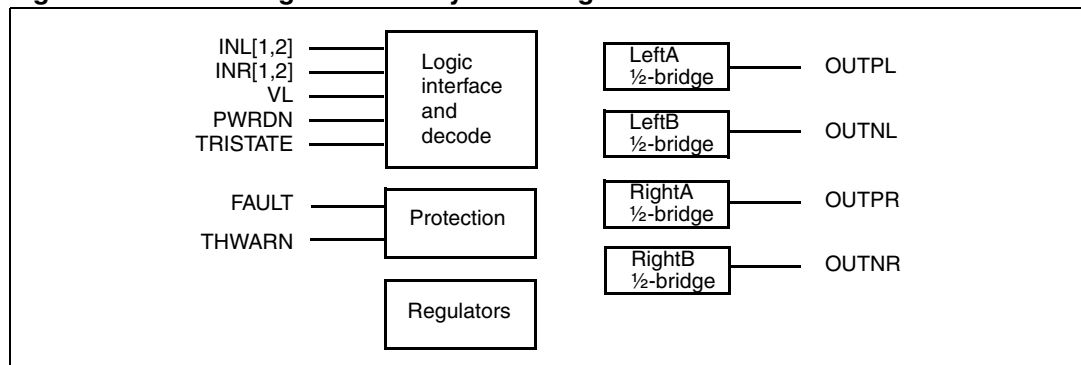 INL[1,2]
INR[1,2]
VL
PWRDN
TRISTATE
Logic
interface
and
decode
FAULT
THWARN
Protection
Regulators
LeftA
½-bridge
OUTPL
LeftB
½-bridge
OUTNL
RightA
½-bridge
OUTPR
RightB
½-bridge
OUTNR